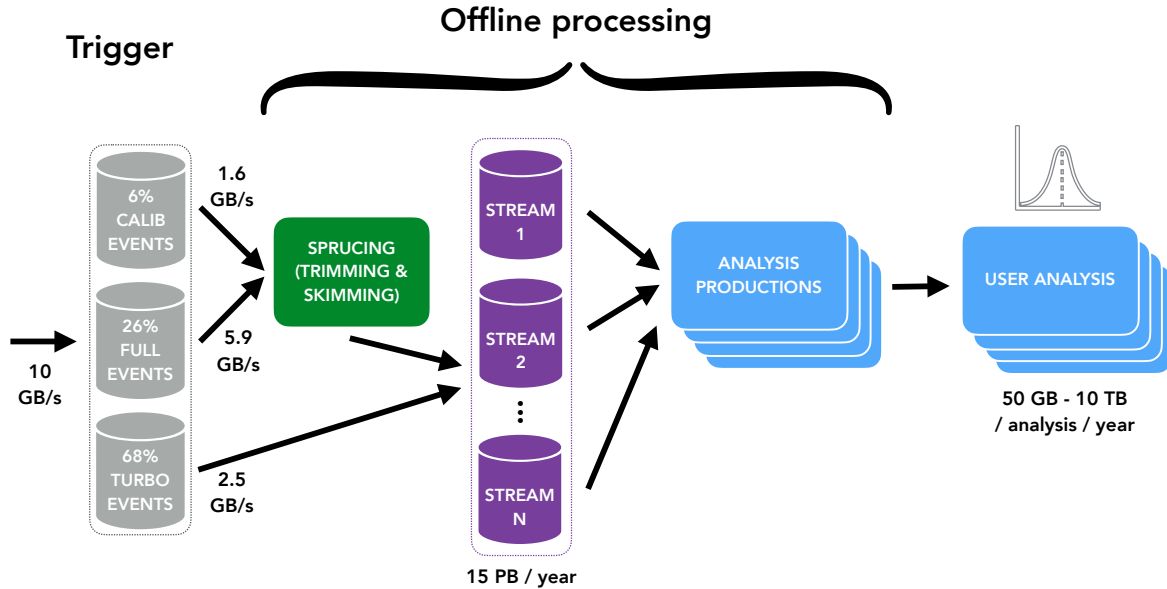 Trigger
Offline processing
10
GB/s
6%
CALIB
EVENTS
26%
FULL
EVENTS
68%
TURBO
EVENTS
1.6
GB/s
5.9
GB/s
2.5
GB/s
SPRUCING
(TRIMMING &
SKIMMING)
STREAM
1
STREAM
2
STREAM
N
15 PB / year
ANALYSIS
PRODUCTIONS
USER ANALYSIS
50 GB - 10 TB
/ analysis / year